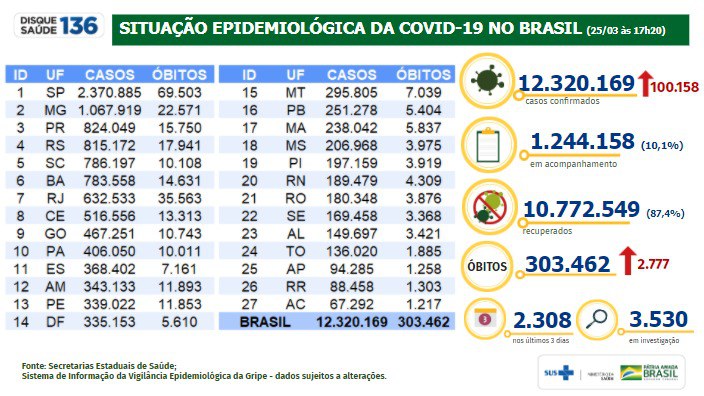 DISQUE
SAÚDE 136
SITUAÇÃO EPIDEMIOLÓGICA DA COVID-19 NO BRASIL (25/03 às 17h20)
ID UF CASOS ÓBITOS
1 SP 2.370.885 69.503
2 MG 1.067.919 22.571
3 PR 824.049 15.750
4 RS 815.172 17.941
5 SC 786.197 10.108
6 BA 783.558 14.631
7 RJ 632.533 35.563
8 CE 516.556 13.313
9 GO 467.251 10.743
10 PA 406.050 10.011
11 ES 368.402 7.161
12 AM 343.133 11.893
13 PE 339.022 11.853
14 DF 335.153 5.610
ID UF CASOS ÓBITOS
15 MT 295.805 7.039
16 PB 251.278 5.404
17 MA 238.042 5.837
18 MS 206.968 3.975
19 PI 197.159 3.919
20 RN 189.479 4.309
21 RO 180.348 3.876
22 SE 169.458 3.368
23 AL 149.697 3.421
24 TO 136.020 1.885
25 AP 94.285 1.258
26 RR 88.458 1.303
27 AC 67.292 1.217
BRASIL 12.320.169 303.462
12.320.169 100.158
casos confirmados
1.244.158 (10,1%)
em acompanhamento
10.772.549 (87,4%)
recuperados
ÓBITOS 303.462 2.777
3
2.308
nos últimos 3 dias
3.530
em investigação
Fonte: Secretarias Estaduais de Saúde;
Sistema de Informação da Vigilância Epidemiológica da Gripe - dados sujeitos a alterações.
SUS
MINISTÉRIO DA
SAÚDE
PÁTRIA AMADA
BRASIL